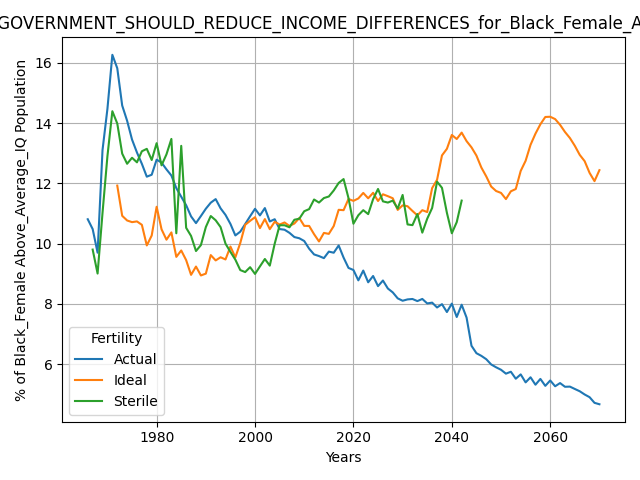 GOVERNMENT_SHOULD_REDUCE_INCOME_DIFFERENCES_for_Black_Female_A
% of Black_Female Above_Average_IQ Population
16
14
12
10
8
6
Fertility
Actual
Ideal
Sterile
1980
2000
2020
2040
2060
Years